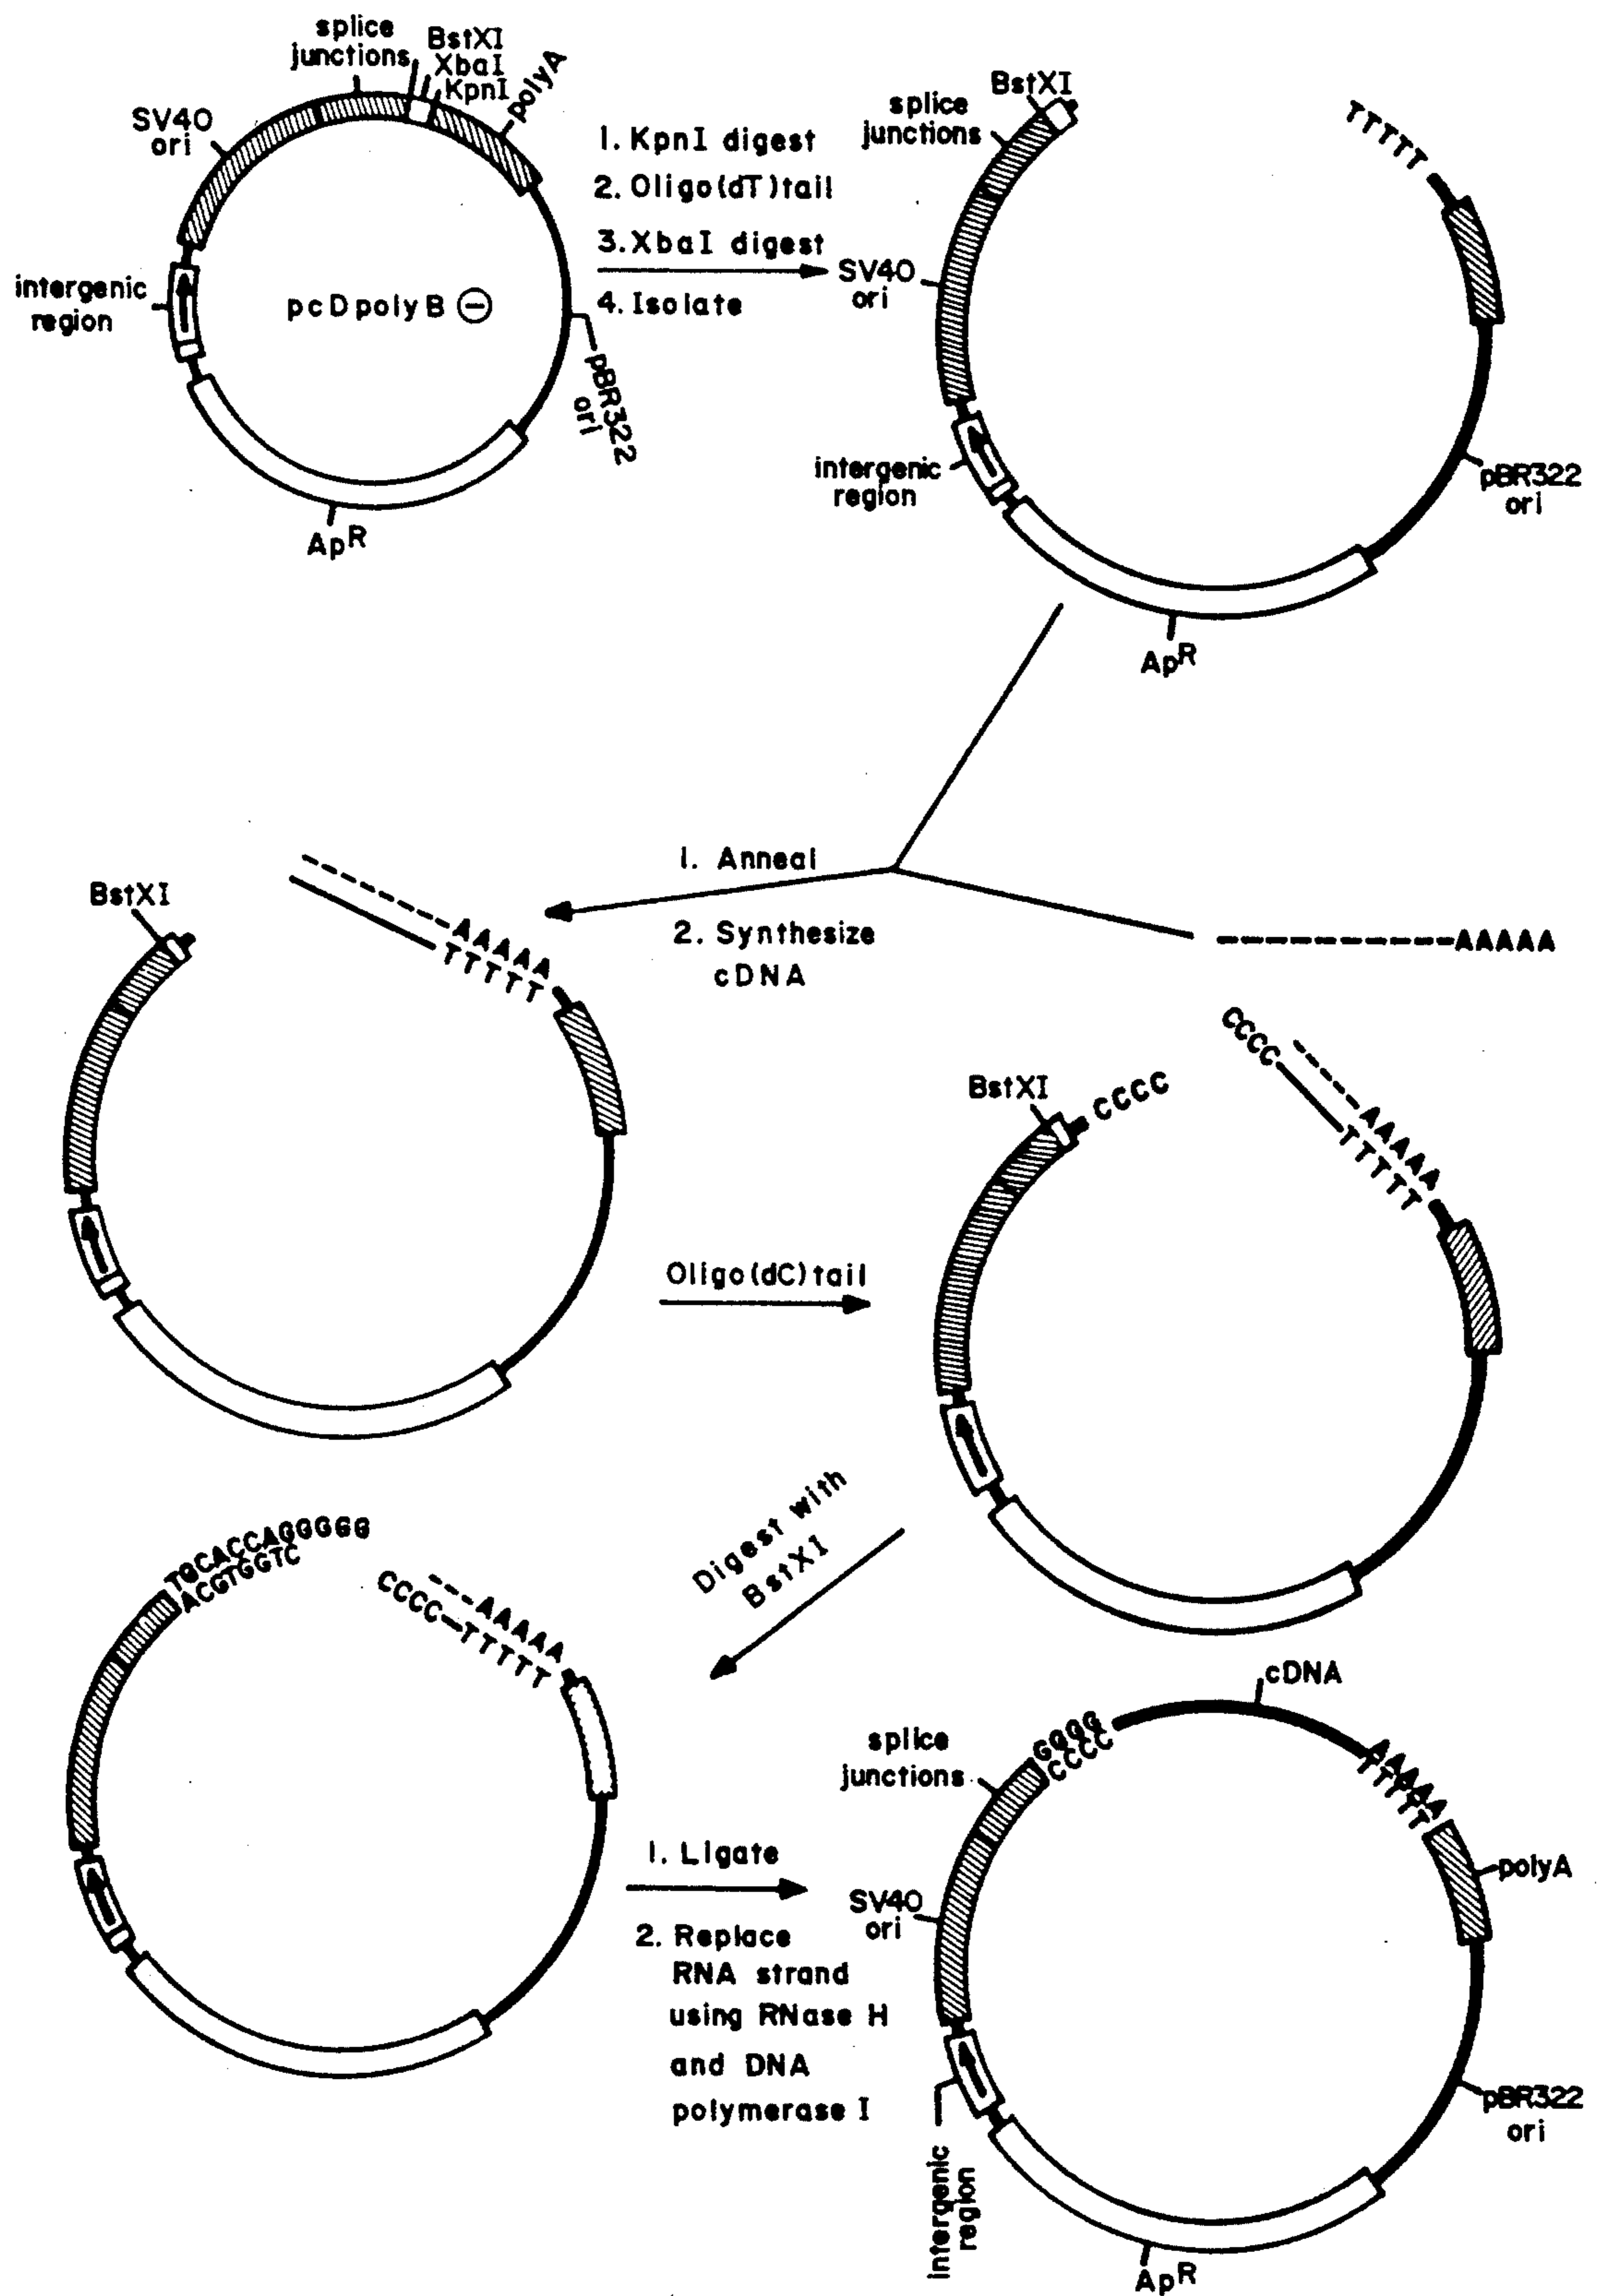 splice
junctions
BstXI
XbaI
KpnI
polyA
SV40
ori
intergenic
region
pcDpolyB ⊖
pBR322
ori
ApR
1. KpnI digest
2. Oligo(dT)tail
3. XbaI digest
4. Isolate
BstXI
splice
junctions
TTTTT
SV40
ori
intergenic
region
pBR322
ori
ApR
1. Anneal
2. Synthesize
cDNA
AAAAA
BstXI
AAAAA
TTTTT
Oligo(dC)tail
BstXI
CCCC
CCCC
AAAAA
TTTTT
Digest with
BstXI
TGCACCAGGGGG
ACGTGGTC
CCCC
AAAAA
TTTTT
1. Ligate
2. Replace
RNA strand
using RNase H
and DNA
polymerase I
cDNA
splice
junctions
GGGG
CCCC
AAAAA
TTTTT
polyA
SV40
ori
intergenic
region
pBR322
ori
ApR